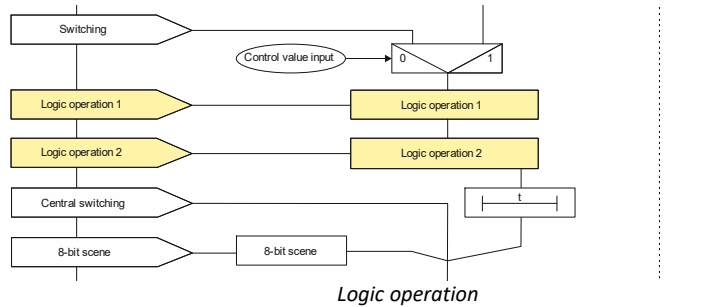 Switching
Control value input
0
1
Logic operation 1
Logic operation 1
Logic operation 2
Logic operation 2
Central switching
t
8-bit scene
8-bit scene
Logic operation